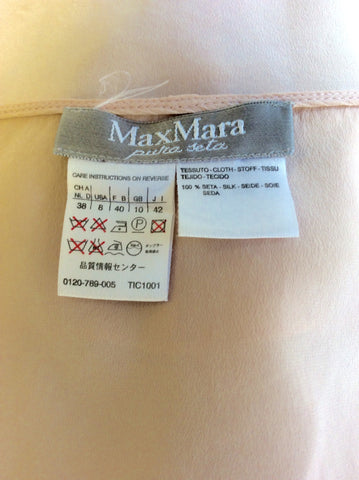 MaxMara
pura seta
CARE INSTRUCTIONS ON REVERSE
CH A
NL D USA F B GB J I
38 8 40 10 42
P
品質情報センター
0120-789-005 TIC1001
TESSUTO - CLOTH - STOFF - TISSU
TEJIDO - TECIDO
100 % SETA - SILK - SEIDE - SOIE
SEDA